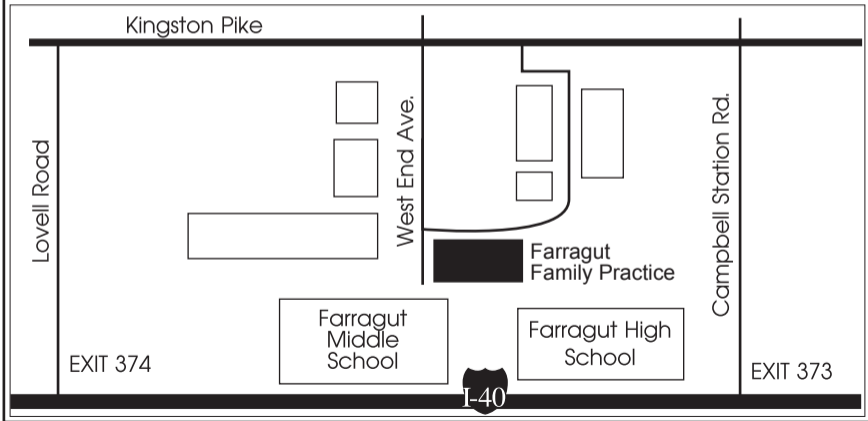 Kingston Pike
Lovell Road
West End Ave.
Campbell Station Rd.
Farragut
Family Practice
Farragut
Middle
School
Farragut High
School
EXIT 374
I-40
EXIT 373